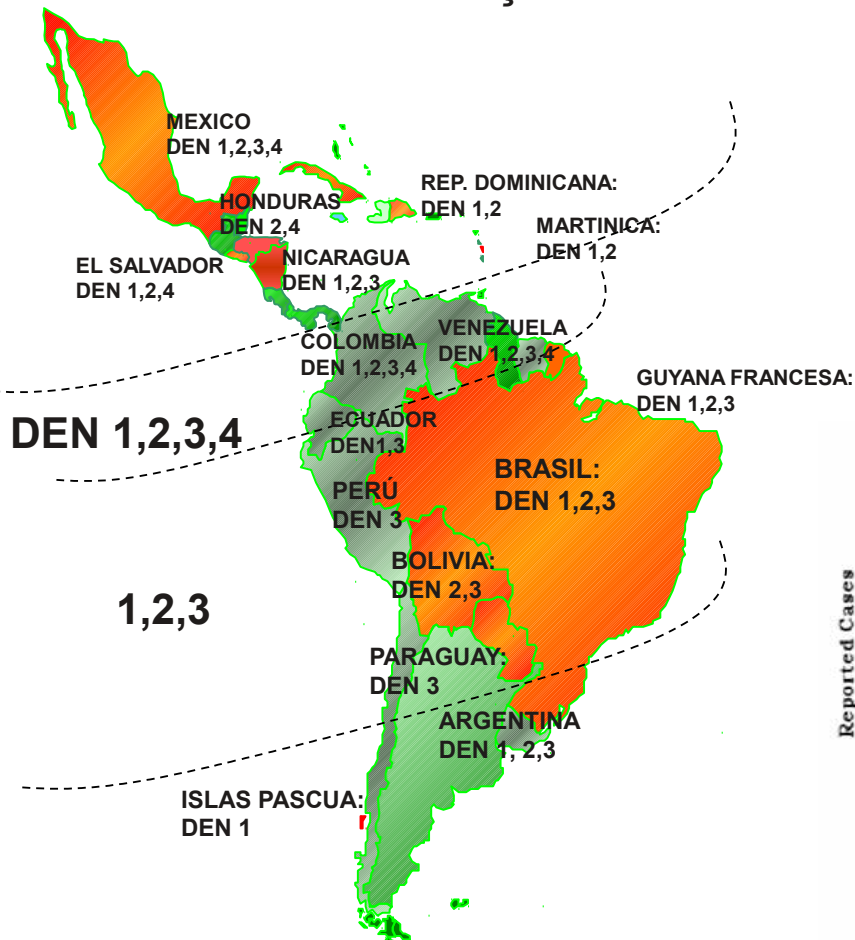 MEXICO
DEN 1,2,3,4
HONDURAS
DEN 2,4
REP. DOMINICANA:
DEN 1,2
MARTINICA:
DEN 1,2
EL SALVADOR
DEN 1,2,4
NICARAGUA
DEN 1,2,3
COLOMBIA
DEN 1,2,3,4
VENEZUELA
DEN 1,2,3,4
GUYANA FRANCESA:
DEN 1,2,3
DEN 1,2,3,4
ECUADOR
DEN1,3
BRASIL:
DEN 1,2,3
PERÚ
DEN 3
BOLIVIA:
DEN 2,3
1,2,3
PARAGUAY:
DEN 3
ARGENTINA
DEN 1, 2,3
ISLAS PASCUA:
DEN 1
Reported Cases